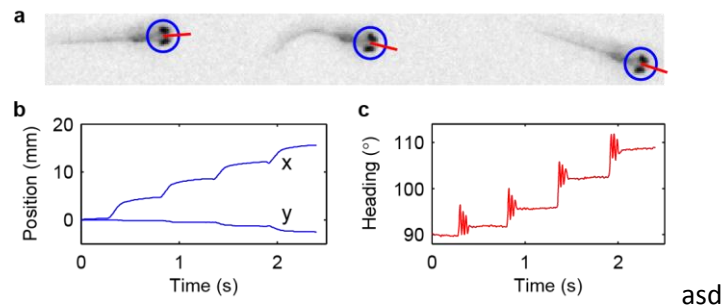 a
b
c
20
10
0
Position (mm)
x
y
0
1
2
Time (s)
110
100
90
Heading (°)
0
1
2
Time (s)
asd